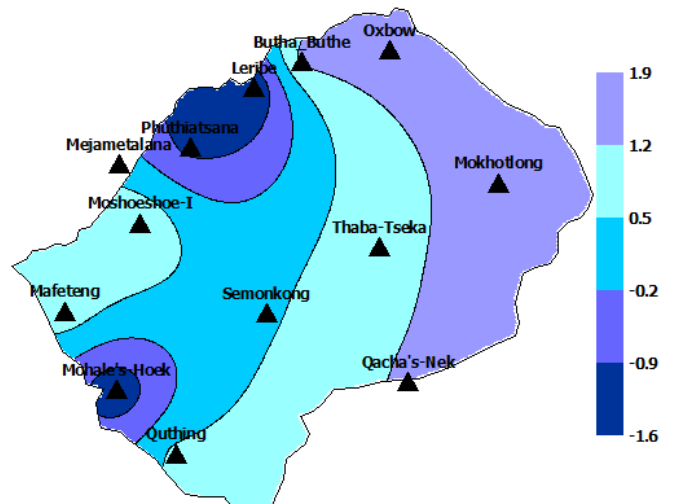 Oxbow
Butha_Buthe
Leribe
1.9
Phuthiatsana
Mejametalana
1.2
Mokhotlong
Moshoeshoe-I
0.5
Thaba-Tseka
Mafeteng
Semonkong
-0.2
Qacha's-Nek
Mohale's-Hoek
-0.9
Quthing
-1.6